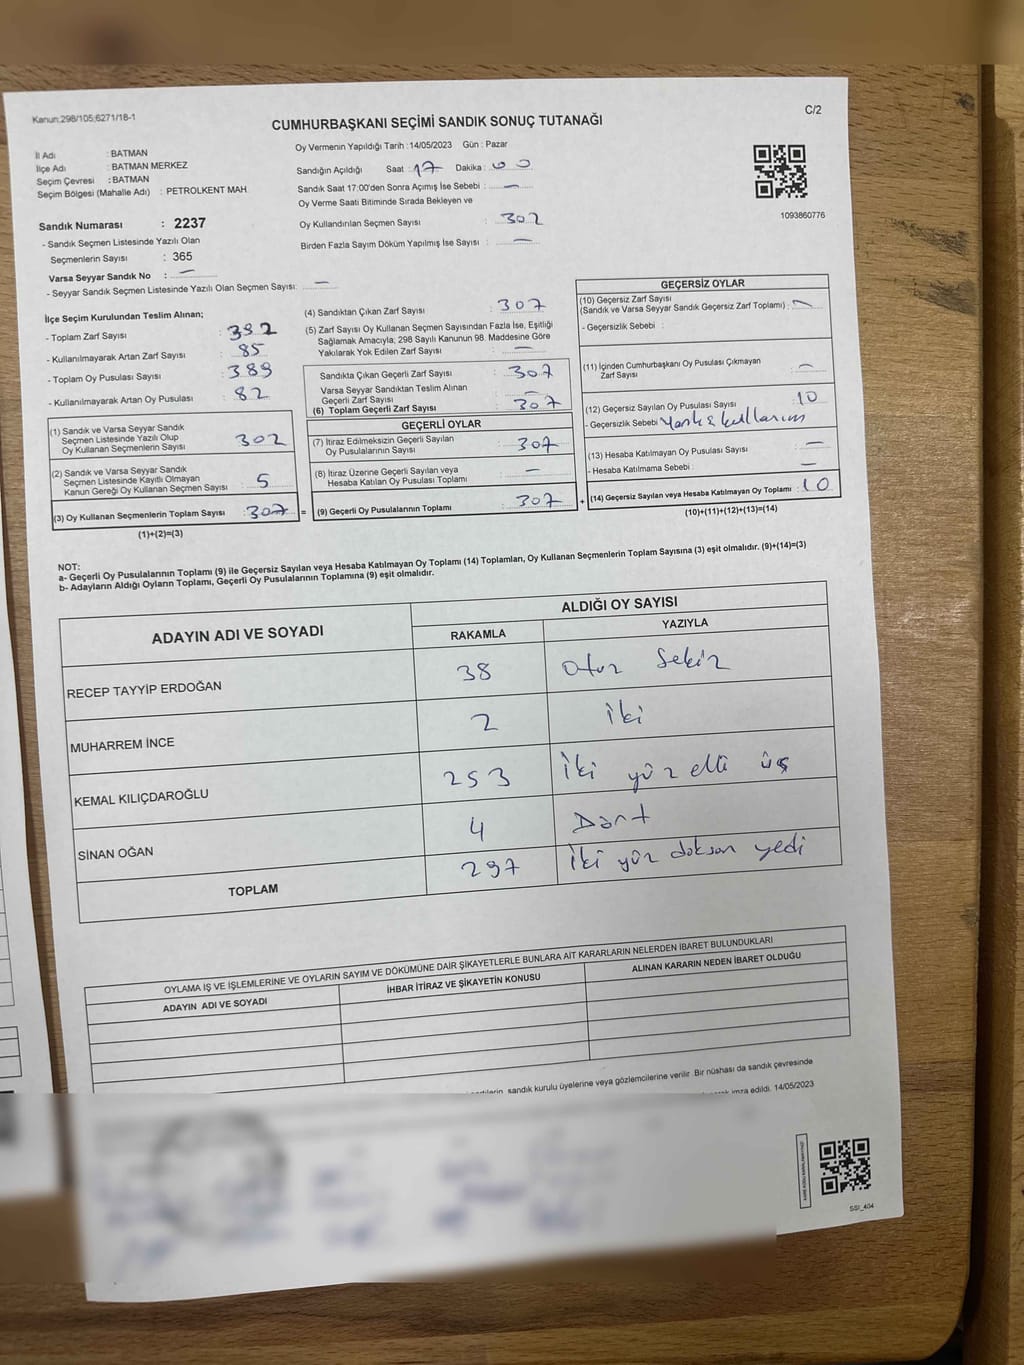 Kanun:298/105;6271/18-1
C/2
CUMHURBAŞKANI SEÇİMİ SANDIK SONUÇ TUTANAĞI
İl Adı : BATMAN
İlçe Adı : BATMAN MERKEZ
Seçim Çevresi : BATMAN
Seçim Bölgesi (Mahalle Adı) : PETROLKENT MAH.
Oy Vermenin Yapıldığı Tarih : 14/05/2023 Gün : Pazar
Sandığın Açıldığı Saat : 17 Dakika : 00
Sandık Saat 17:00'den Sonra Açımış İse Sebebi : —
Oy Verme Saati Bitiminde Sırada Bekleyen ve
Oy Kullandırılan Seçmen Sayısı : 302
Birden Fazla Sayım Döküm Yapılmış İse Sayısı : —
1093860776
Sandık Numarası : 2237
- Sandık Seçmen Listesinde Yazılı Olan
Seçmenlerin Sayısı : 365
Varsa Seyyar Sandık No : —
- Seyyar Sandık Seçmen Listesinde Yazılı Olan Seçmen Sayısı: —
İlçe Seçim Kurulundan Teslim Alınan;
- Toplam Zarf Sayısı : 392
- Kullanılmayarak Artan Zarf Sayısı : 85
- Toplam Oy Pusulası Sayısı : 389
- Kullanılmayarak Artan Oy Pusulası : 82
(1) Sandık ve Varsa Seyyar Sandık
Seçmen Listesinde Yazılı Olup
Oy Kullanan Seçmenlerin Sayısı 302
(2) Sandık ve Varsa Seyyar Sandık
Seçmen Listesinde Kayıtlı Olmayan
Kanun Gereği Oy Kullanan Seçmen Sayısı : 5
(3) Oy Kullanan Seçmenlerin Toplam Sayısı : 307 =
(1)+(2)=(3)
(4) Sandıktan Çıkan Zarf Sayısı : 307
(5) Zarf Sayısı Oy Kullanan Seçmen Sayısından Fazla İse, Eşitliği
Sağlamak Amacıyla; 298 Sayılı Kanunun 98. Maddesine Göre
Yakılarak Yok Edilen Zarf Sayısı : —
Sandıkta Çıkan Geçerli Zarf Sayısı : 307
Varsa Seyyar Sandıktan Teslim Alınan
Geçerli Zarf Sayısı : —
(6) Toplam Geçerli Zarf Sayısı : 307
GEÇERLİ OYLAR
(7) İtiraz Edilmeksizin Geçerli Sayılan
Oy Pusulalarının Sayısı : 307
(8) İtiraz Üzerine Geçerli Sayılan veya
Hesaba Katılan Oy Pusulası Toplamı : —
(9) Geçerli Oy Pusulalarının Toplamı : 307 +
GEÇERSİZ OYLAR
(10) Geçersiz Zarf Sayısı
(Sandık ve Varsa Seyyar Sandık Geçersiz Zarf Toplamı) : —
- Geçersizlik Sebebi :
(11) İçinden Cumhurbaşkanı Oy Pusulası Çıkmayan
Zarf Sayısı : —
(12) Geçersiz Sayılan Oy Pusulası Sayısı : 10
- Geçersizlik Sebebi
(13) Hesaba Katılmayan Oy Pusulası Sayısı : —
- Hesaba Katılmama Sebebi : —
(14) Geçersiz Sayılan veya Hesaba Katılmayan Oy Toplamı : 10
(10)+(11)+(12)+(13)=(14)
NOT:
a- Geçerli Oy Pusulalarının Toplamı (9) ile Geçersiz Sayılan veya Hesaba Katılmayan Oy Toplamı (14) Toplamları, Oy Kullanan Seçmenlerin Toplam Sayısına (3) eşit olmalıdır. (9)+(14)=(3)
b- Adayların Aldığı Oyların Toplamı, Geçerli Oy Pusulalarının Toplamına (9) eşit olmalıdır.
ADAYIN ADI VE SOYADI ALDIĞI OY SAYISI
RAKAMLA YAZIYLA
RECEP TAYYİP ERDOĞAN 38 Otuz Sekiz
MUHARREM İNCE 2 İki
KEMAL KILIÇDAROĞLU 253 İki yüz elli üç
SİNAN OĞAN 4 Dört
TOPLAM 297 İki yüz doksan yedi
OYLAMA İŞ VE İŞLEMLERİNE VE OYLARIN SAYIM VE DÖKÜMÜNE DAİR ŞİKAYETLERLE BUNLARA AİT KARARLARIN NELERDEN İBARET BULUNDUKLARI
ADAYIN ADI VE SOYADI İHBAR İTİRAZ VE ŞİKAYETİN KONUSU ALINAN KARARIN NEDEN İBARET OLDUĞU
sandık kurulu üyelerine veya gözlemcilerine verilir. Bir nüshası da sandık çevresinde
imza edildi. 14/05/2023
SSI_404